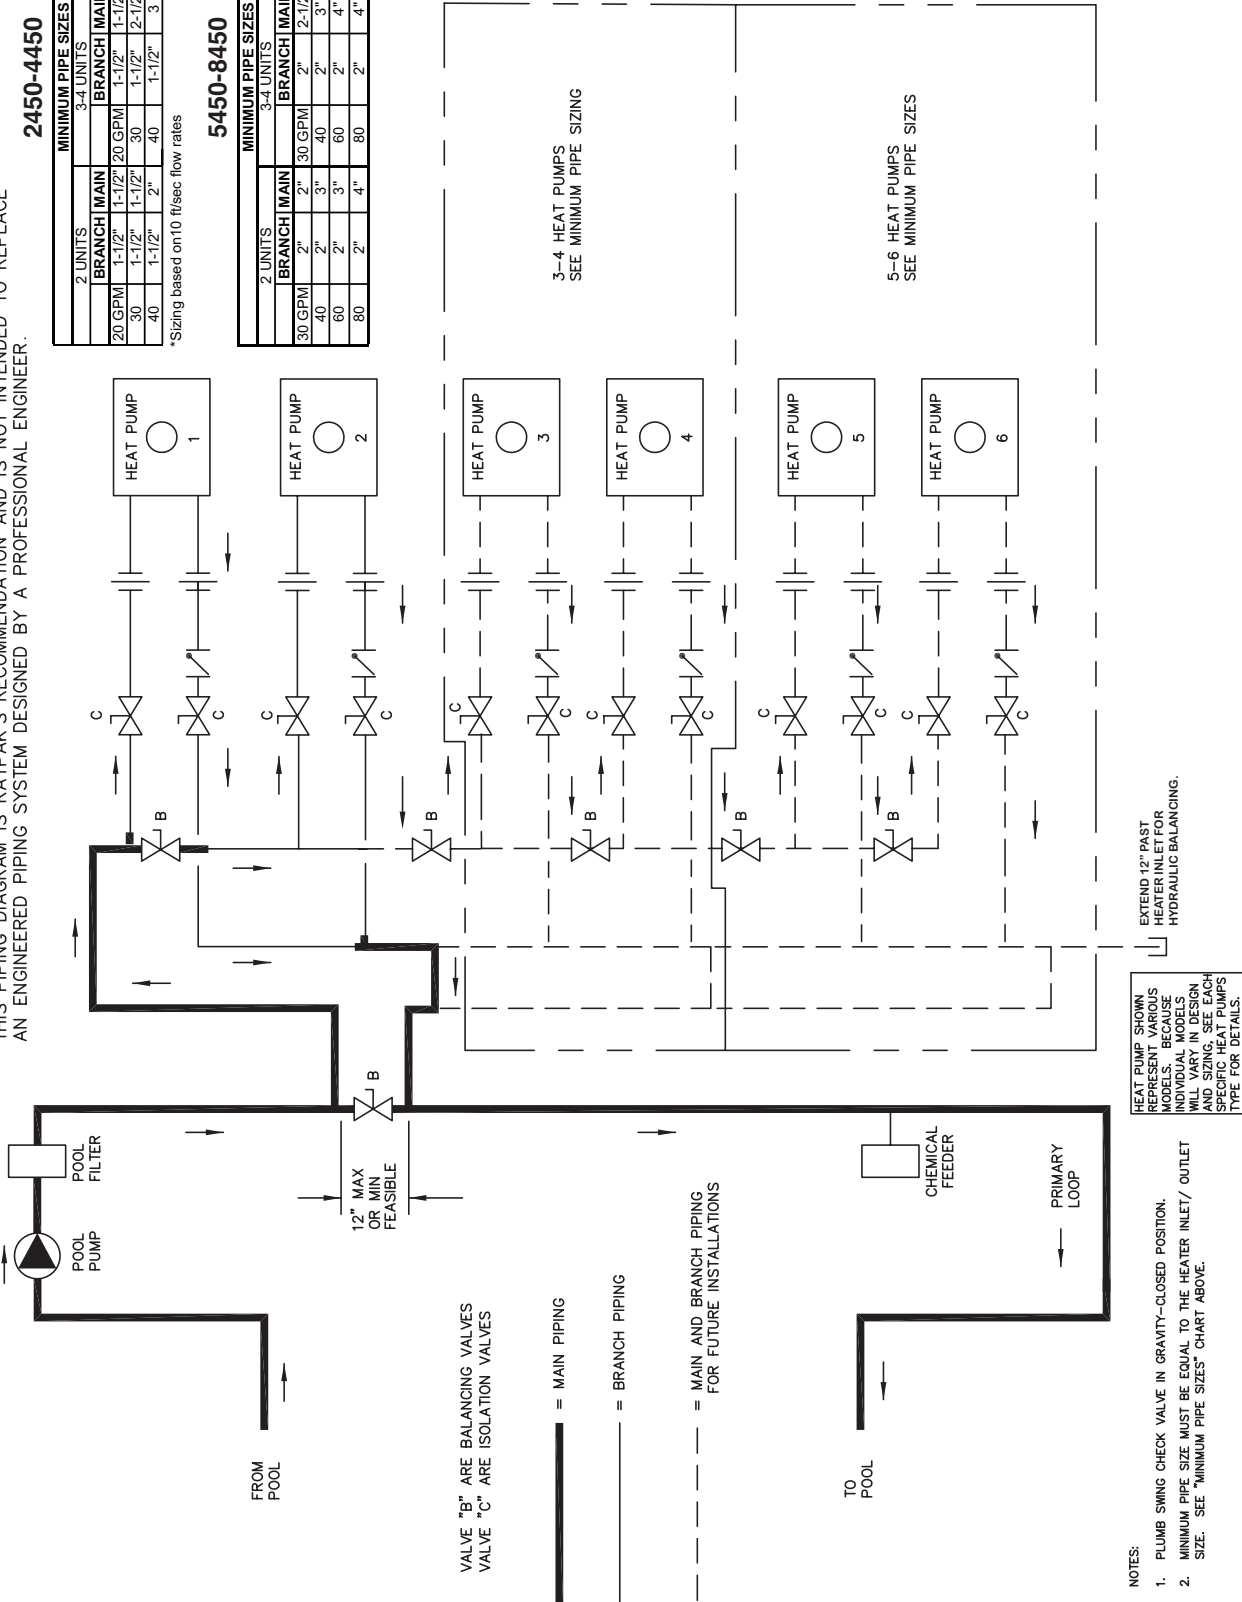 THIS PIPING DIAGRAM IS RAYPAK'S RECOMMENDATION AND IS NOT INTENDED TO REPLACE
AN ENGINEERED PIPING SYSTEM DESIGNED BY A PROFESSIONAL ENGINEER.
2450-4450
MINIMUM PIPE SIZES
2 UNITS 3-4 UNITS
BRANCH MAIN BRANCH
20 GPM 1-1/2" 1-1/2" 20 GPM 1-1/2"
30 1-1/2" 1-1/2" 30 1-1/2"
40 1-1/2" 2" 40 1-1/2" 3
*Sizing based on10 ft/sec flow rates
5450-8450
MINIMUM PIPE SIZES
2 UNITS 3-4 UNITS
BRANCH MAIN BRANCH
30 GPM 2" 2" 30 GPM 2"
40 2" 3" 40 2" 3"
60 2" 3" 60 2" 4"
80 2" 4" 80 2" 4"
HEAT PUMP
1
HEAT PUMP
2
HEAT PUMP
3
HEAT PUMP
4
HEAT PUMP
5
HEAT PUMP
6
3-4 HEAT PUMPS
SEE MINIMUM PIPE SIZING
5-6 HEAT PUMPS
SEE MINIMUM PIPE SIZES
C
C
C
C
C
C
C
C
C
C
C
C
B
B
B
B
B
B
POOL
FILTER
POOL
PUMP
12" MAX
OR MIN
FEASIBLE
FROM
POOL
CHEMICAL
FEEDER
PRIMARY
LOOP
TO
POOL
EXTEND 12" PAST
HEATER INLET FOR
HYDRAULIC BALANCING.
HEAT PUMP SHOWN
REPRESENT VARIOUS
MODELS. BECAUSE
INDIVIDUAL MODELS
WILL VARY IN DESIGN
AND SIZING, SEE EACH
SPECIFIC HEAT PUMPS
TYPE FOR DETAILS.
VALVE "B" ARE BALANCING VALVES
VALVE "C" ARE ISOLATION VALVES
= MAIN PIPING
= BRANCH PIPING
= MAIN AND BRANCH PIPING
FOR FUTURE INSTALLATIONS
NOTES:
1. PLUMB SWING CHECK VALVE IN GRAVITY-CLOSED POSITION.
2. MINIMUM PIPE SIZE MUST BE EQUAL TO THE HEATER INLET/ OUTLET
SIZE. SEE "MINIMUM PIPE SIZES" CHART ABOVE.